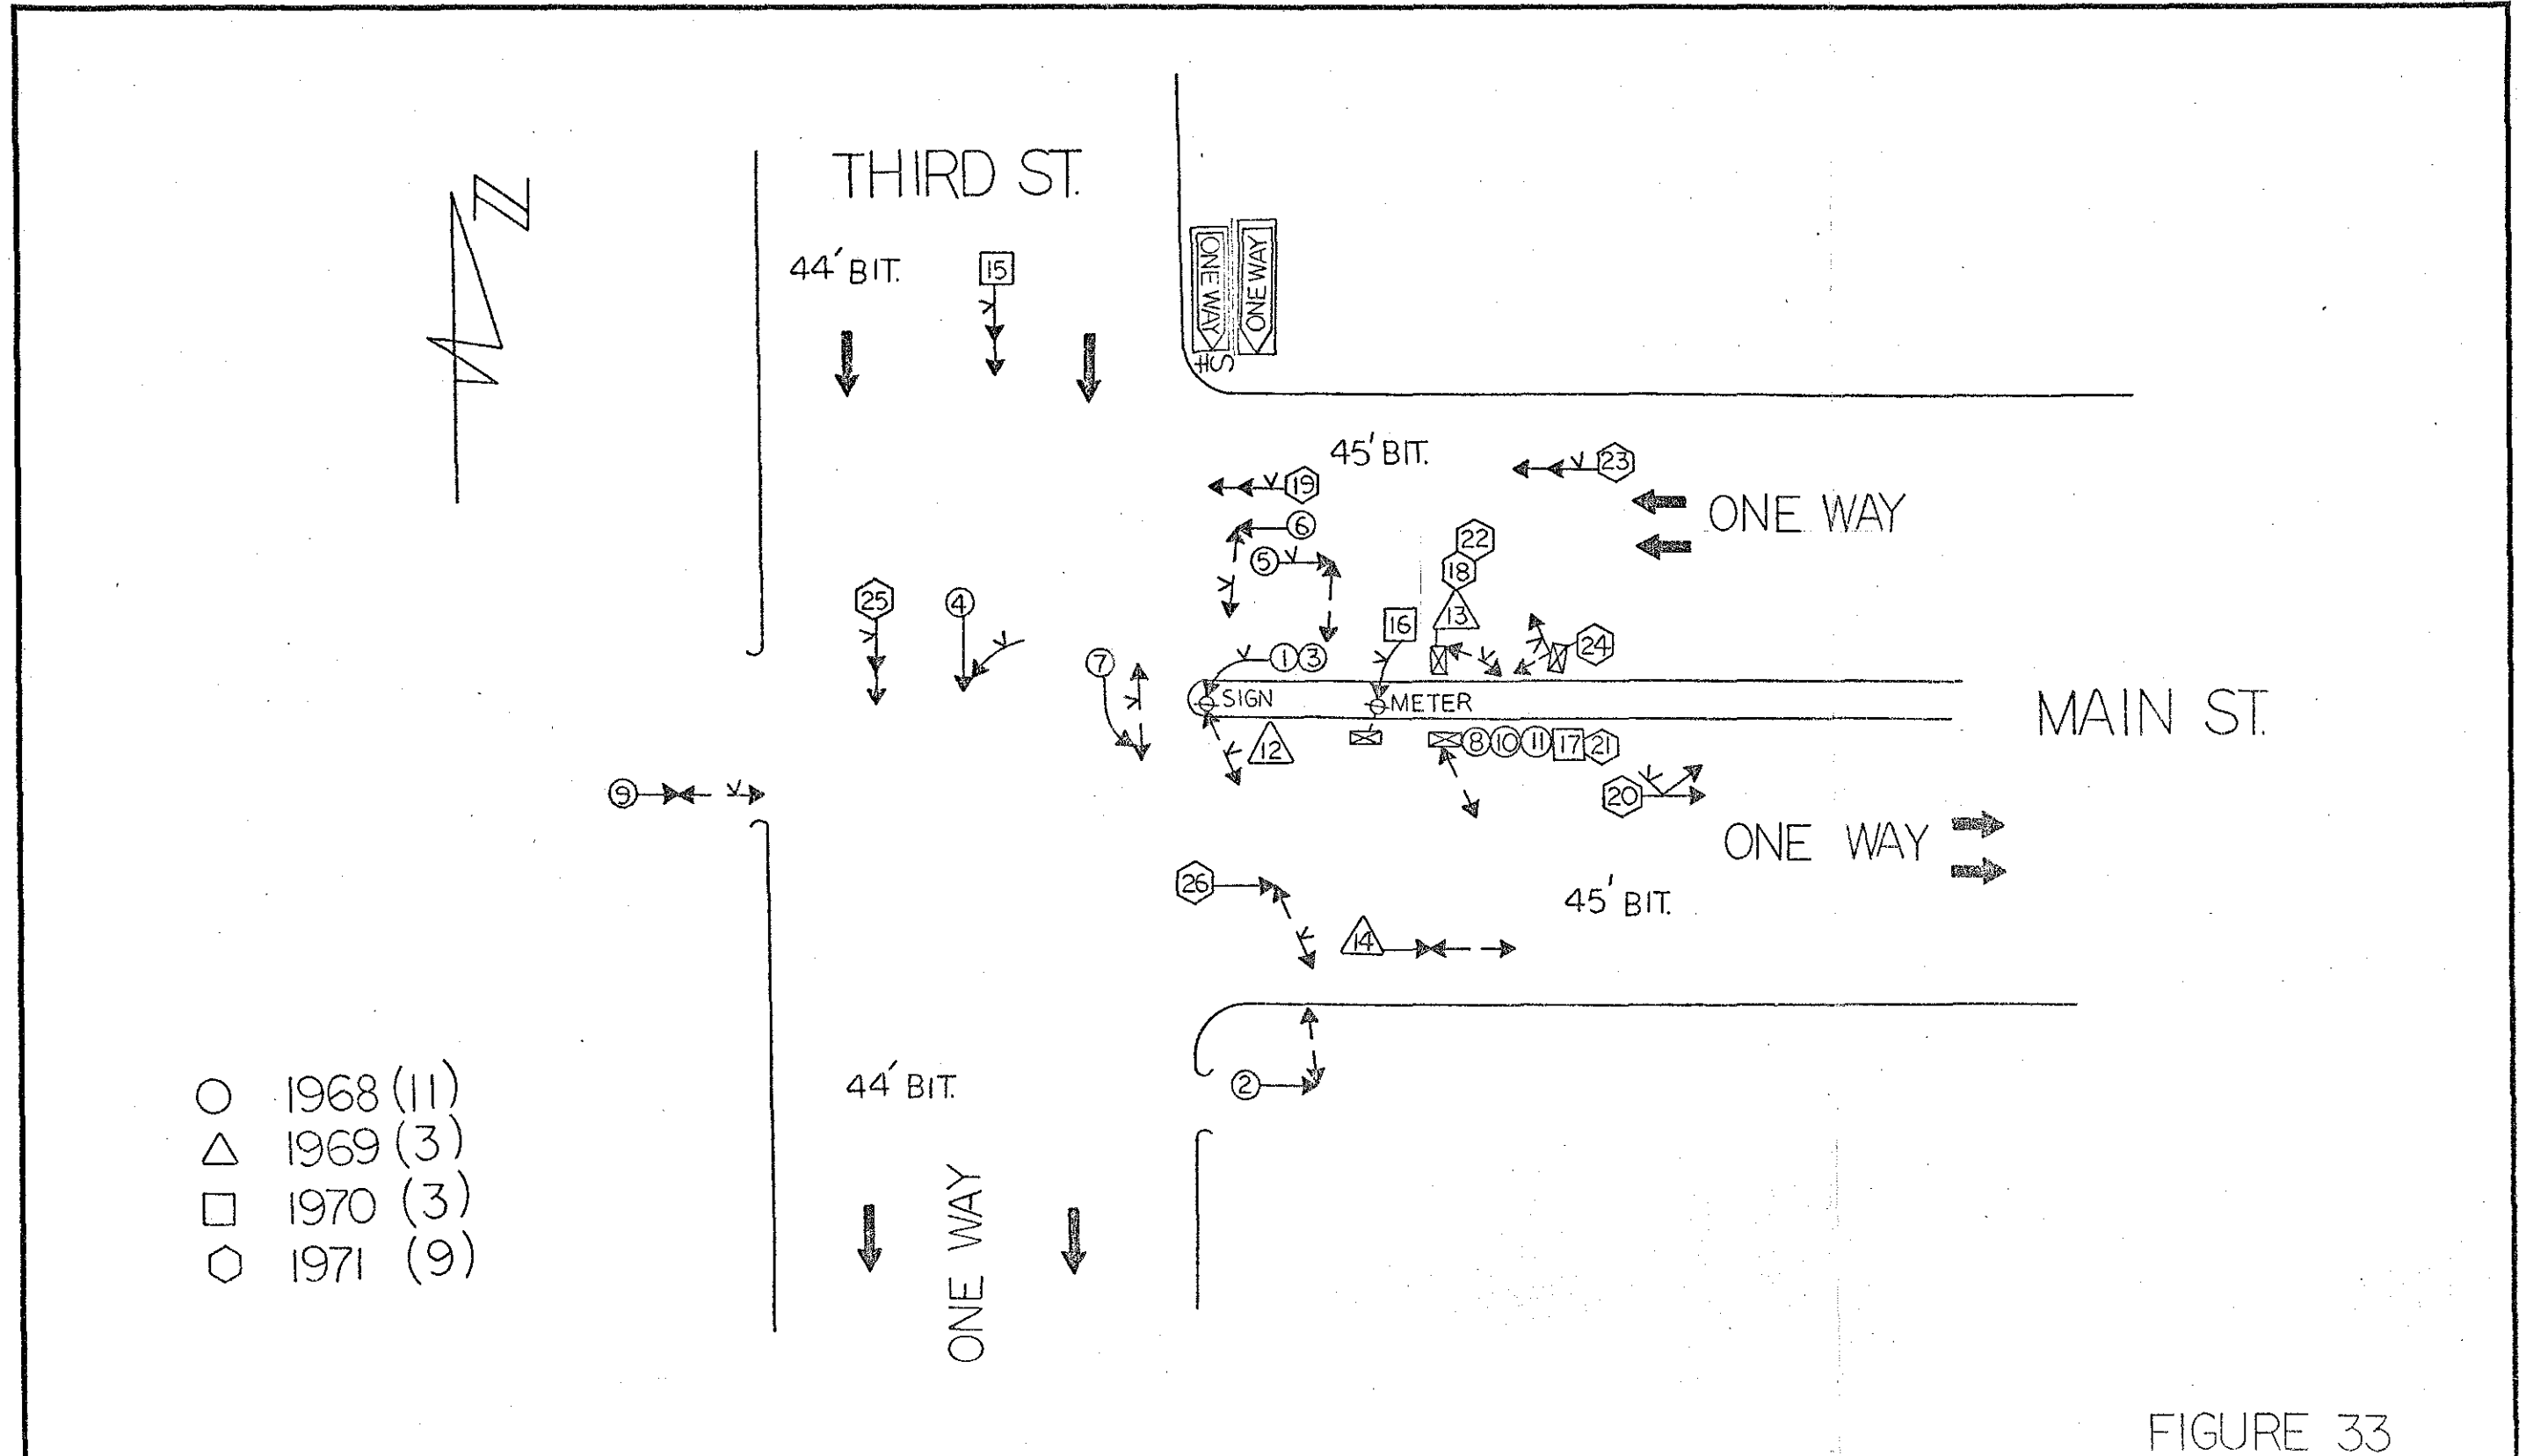 N
THIRD ST.
44' BIT.
15
ONE WAY
ONE WAY
45' BIT.
23
19
ONE WAY
6
22
5
18
25
4
13
16
24
7
1 3
SIGN
METER
MAIN ST.
12
8 10 11 17 21
9
20
ONE WAY
26
45' BIT.
14
2
44' BIT.
1968 (11)
1969 (3)
1970 (3)
1971 (9)
ONE WAY
FIGURE 33